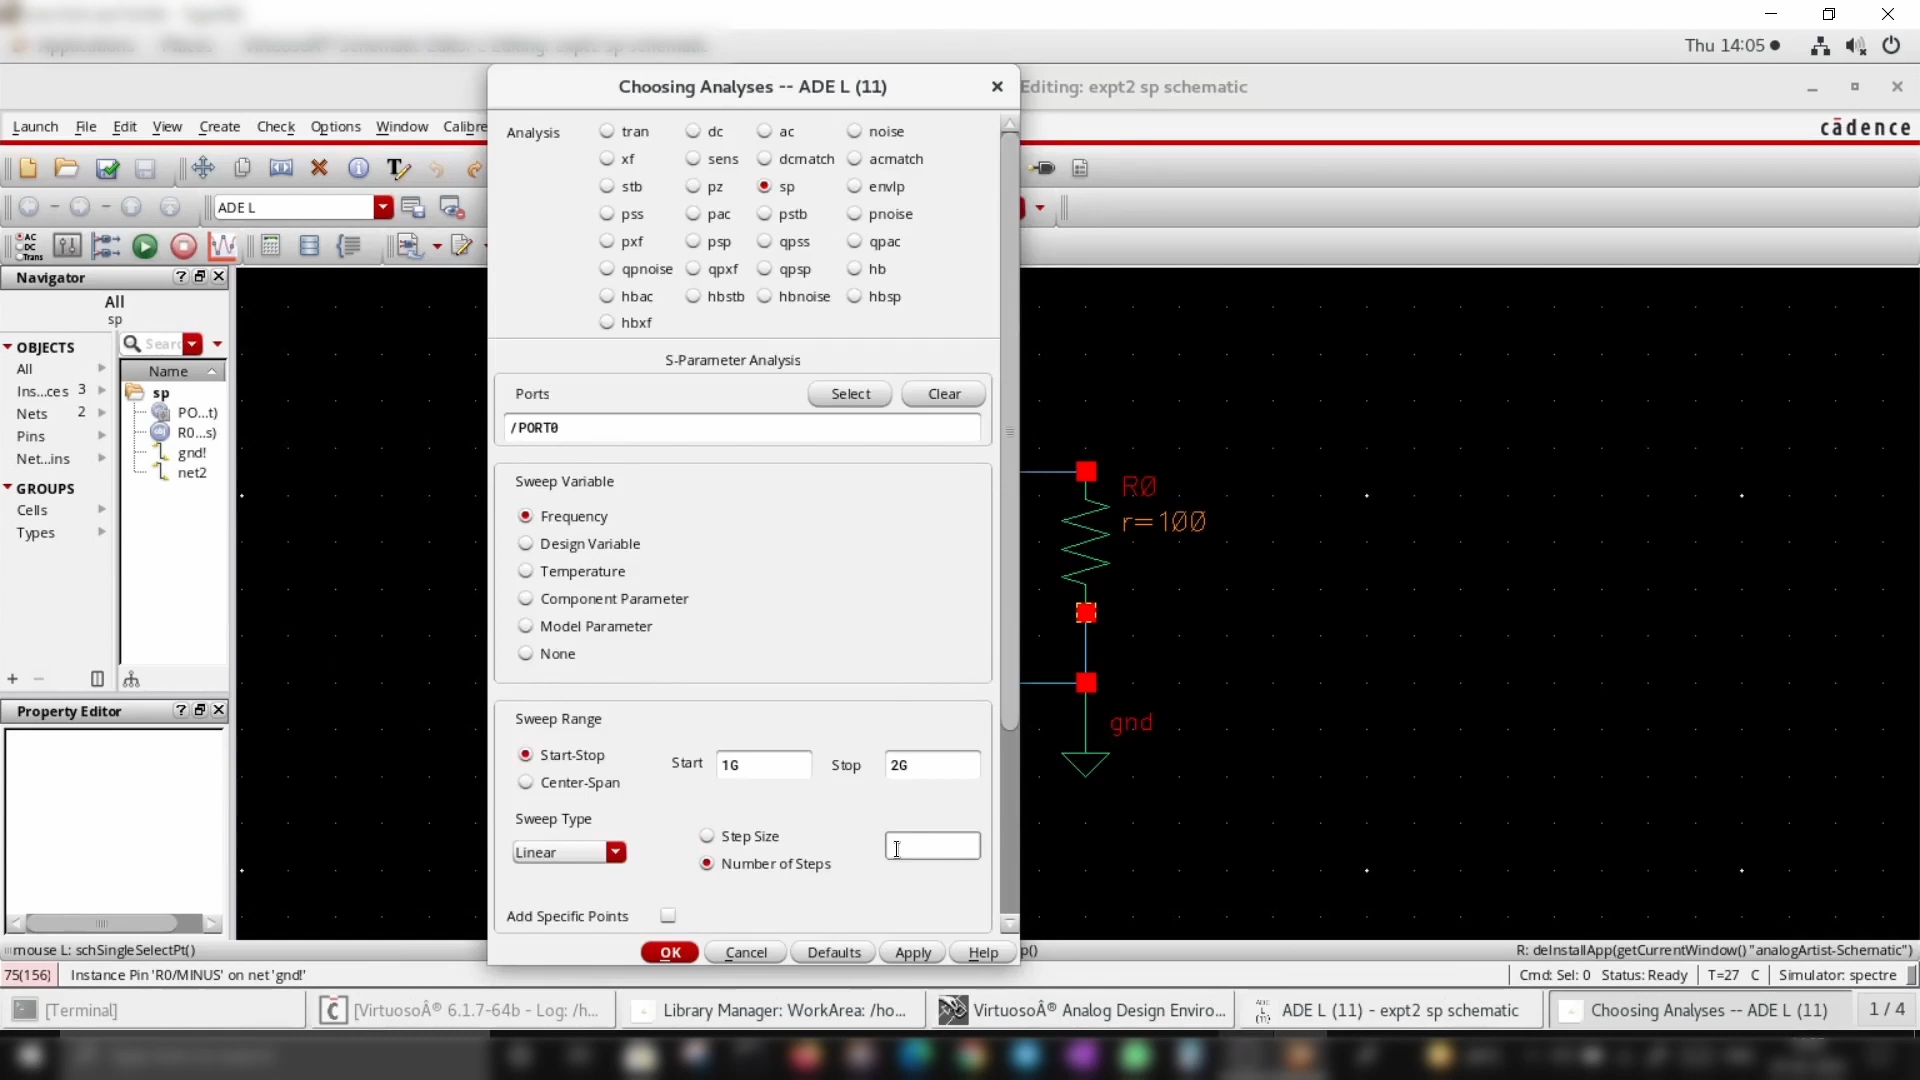 Thu 14:05
Choosing Analyses -- ADE L (11)
Editing: expt2 sp schematic
Launch File Edit View Create Check Options Window Calibre
cādence
Analysis
tran dc ac noise
xf sens dcmatch acmatch
stb pz sp envlp
pss pac pstb pnoise
pxf psp qpss qpac
qpnoise qpxf qpsp hb
hbac hbstb hbnoise hbsp
hbxf
ADE L
AC
DC
Trans
Navigator
All
sp
OBJECTS
All
Ins...ces 3
Nets 2
Pins
Net...ins
GROUPS
Cells
Types
Searc
Name
sp
PO...t)
R0...s)
gnd!
net2
Property Editor
S-Parameter Analysis
Ports
Select
Clear
/PORT0
Sweep Variable
Frequency
Design Variable
Temperature
Component Parameter
Model Parameter
None
Sweep Range
Start-Stop
Center-Span
Start 1G Stop 2G
Sweep Type
Linear
Step Size
Number of Steps
Add Specific Points
OK Cancel Defaults Apply Help
R0
r=100
gnd
mouse L: schSingleSelectPt()
p()
R: deInstallApp(getCurrentWindow() "analogArtist-Schematic")
75(156) Instance Pin 'R0/MINUS' on net'gnd!'
Cmd: Sel: 0 Status: Ready T=27 C Simulator: spectre
[Terminal]
[VirtuosoÂ® 6.1.7-64b - Log: /h...
Library Manager: WorkArea: /ho...
VirtuosoÂ® Analog Design Enviro...
ADE L (11) - expt2 sp schematic
Choosing Analyses -- ADE L (11)
1 / 4